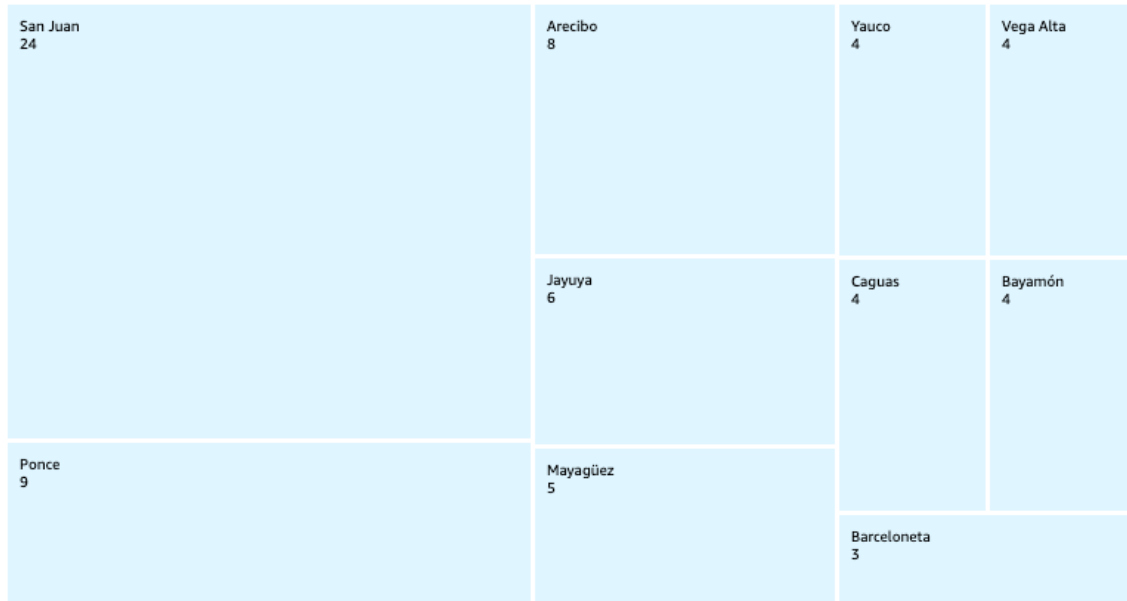 San Juan
24
Ponce
9
Arecibo
8
Jayuya
6
Mayagüez
5
Yauco
4
Vega Alta
4
Caguas
4
Bayamón
4
Barceloneta
3